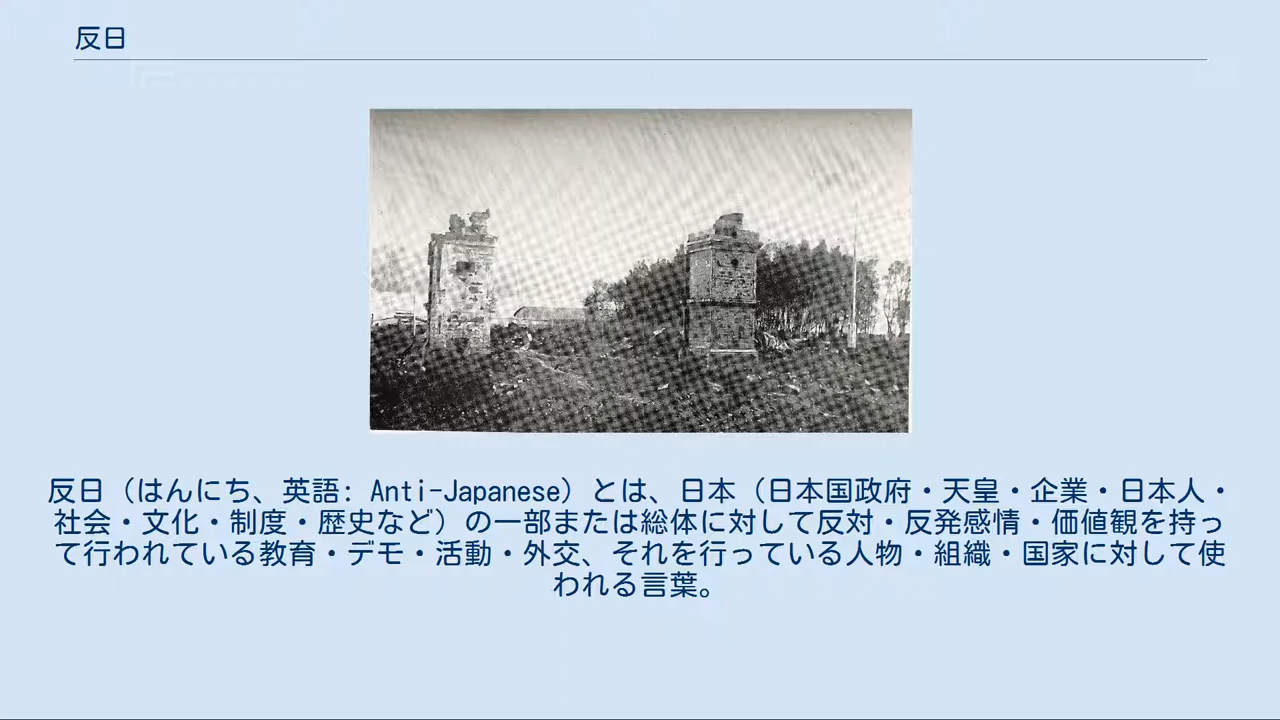 反日
反日（はんにち、英語: Anti-Japanese）とは、日本（日本国政府・天皇・企業・日本人・
社会・文化・制度・歴史など）の一部または総体に対して反対・反発感情・価値観を持っ
て行われている教育・デモ・活動・外交、それを行っている人物・組織・国家に対して使
われる言葉。